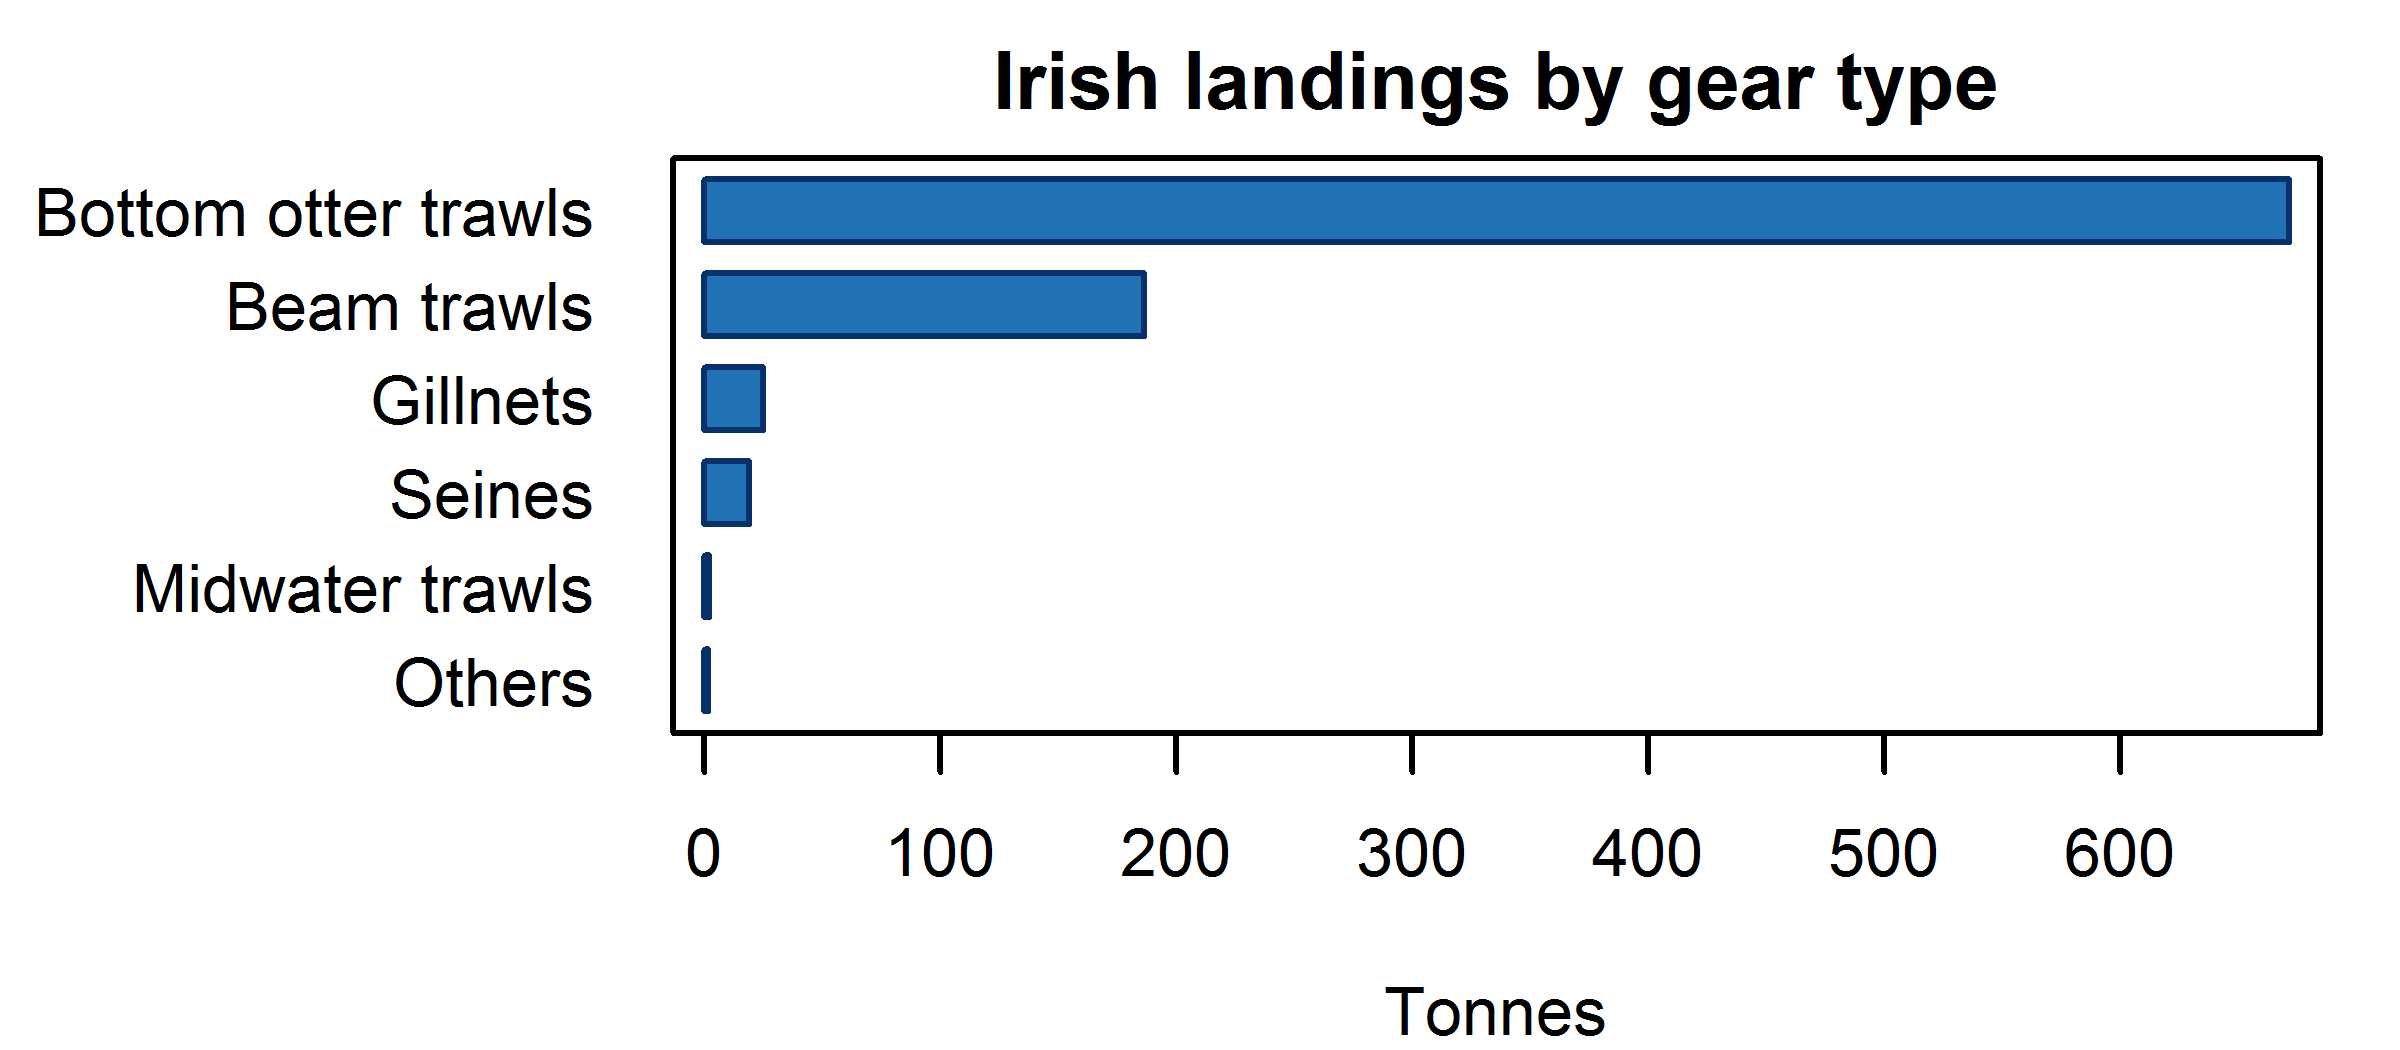 Irish landings by gear type
Bottom otter trawls
Beam trawls
Gillnets
Seines
Midwater trawls
Others
0 100 200 300 400 500 600
Tonnes